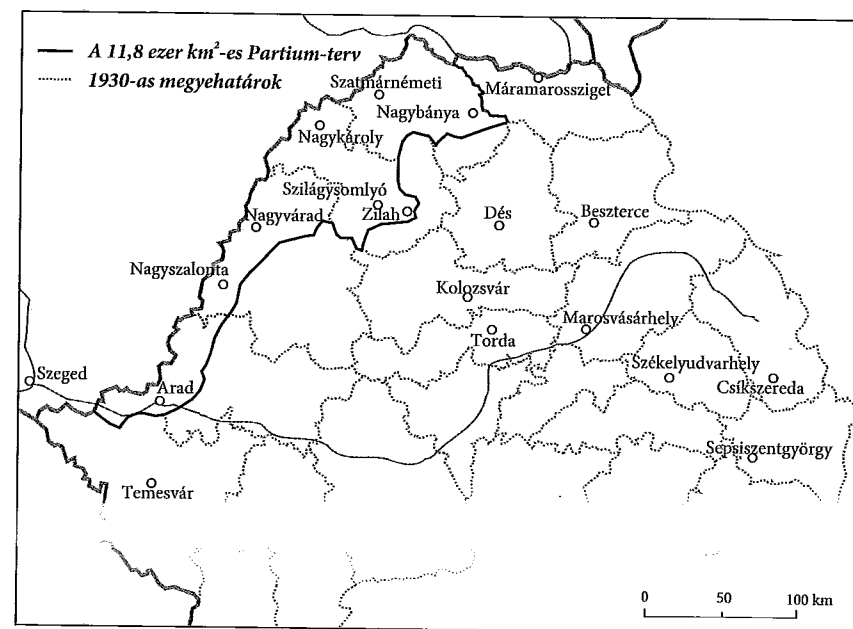 A 11,8 ezer km²-es Partium-terv
1930-as megyehatárok
Szatmárnémeti
Máramarossziget
Nagybánya
Nagykároly
Szilágysomlyó
Nagyvárad
Zilah
Dés
Beszterce
Nagyszalonta
Kolozsvár
Torda
Marosvásárhely
Szeged
Arad
Székelyudvarhely
Csíkszereda
Sepsiszentgyörgy
Temesvár
0 50 100 km